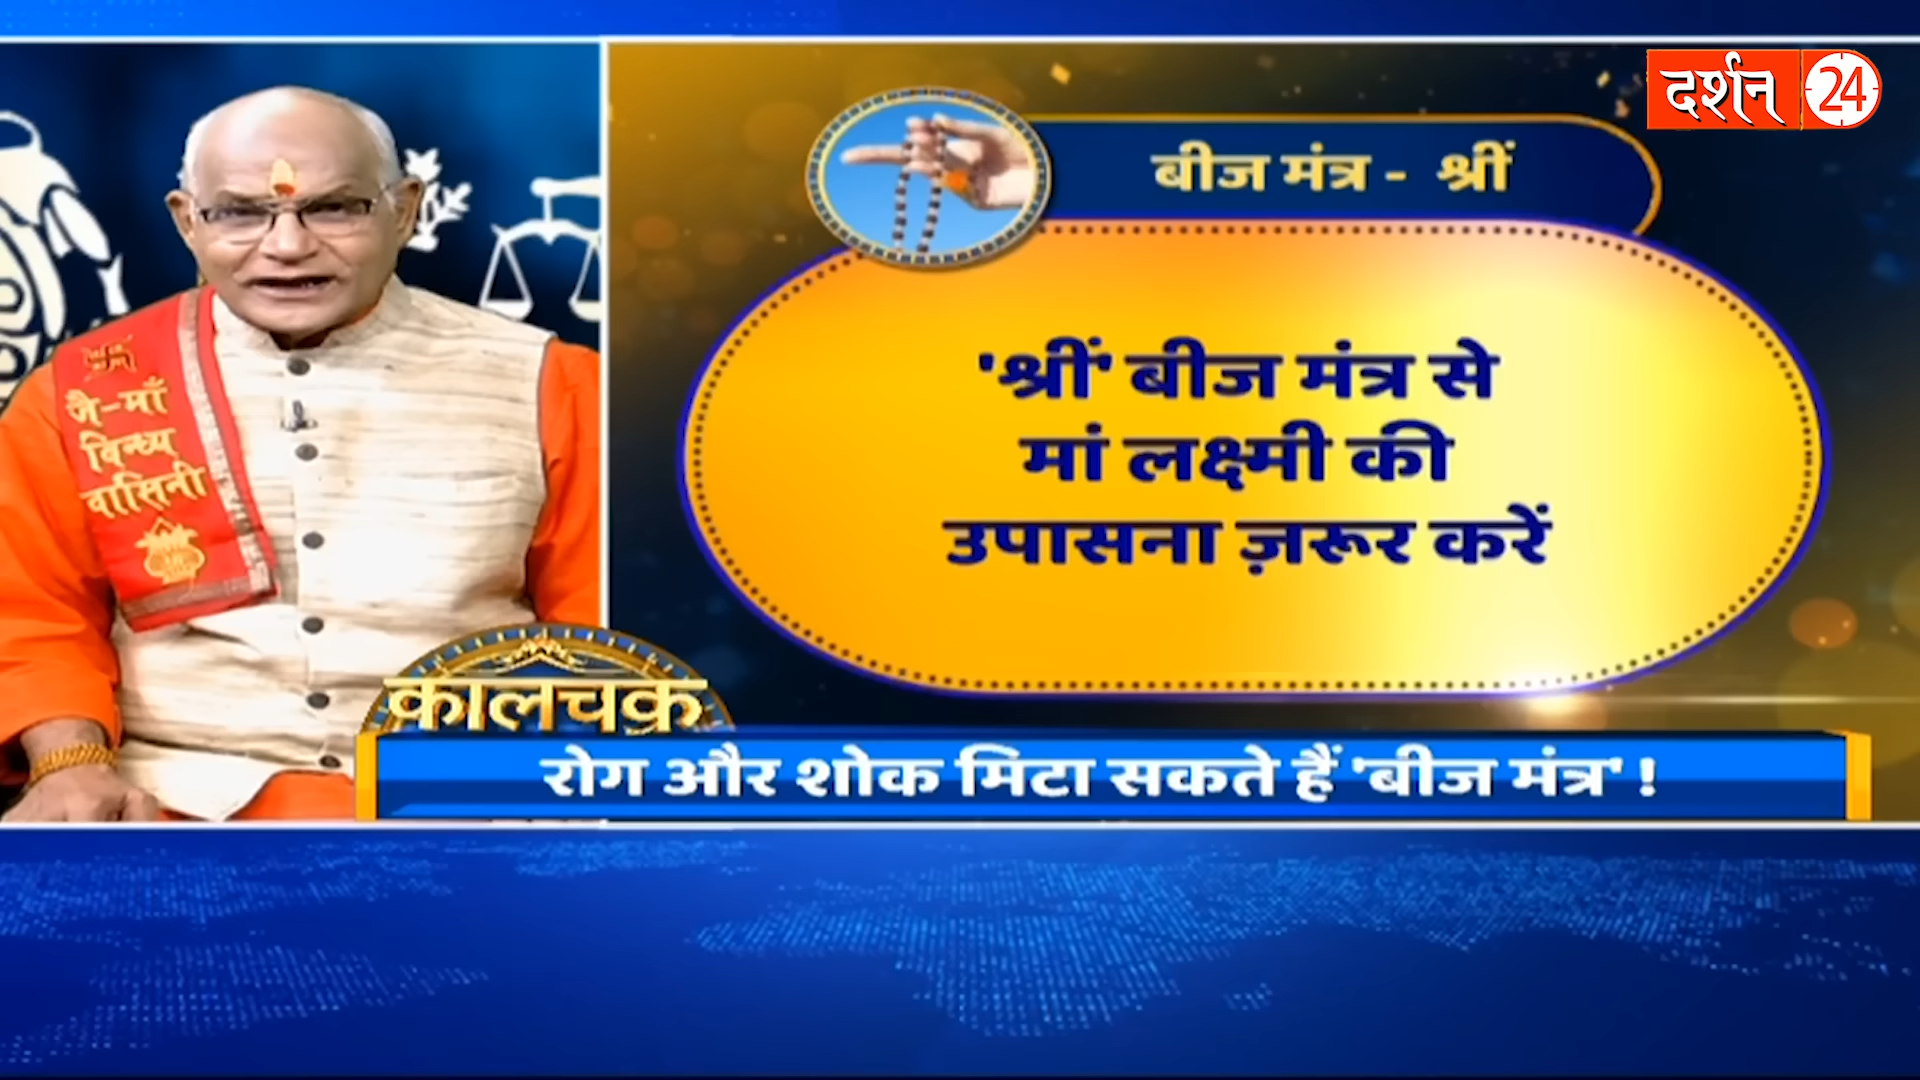 दर्शन 24
बीज मंत्र - श्रीं
'श्रीं' बीज मंत्र से
मां लक्ष्मी की
उपासना ज़रूर करें
जै-माँ
विन्ध्य
वासिनी
कालचक्र
रोग और शोक मिटा सकते हैं 'बीज मंत्र' !